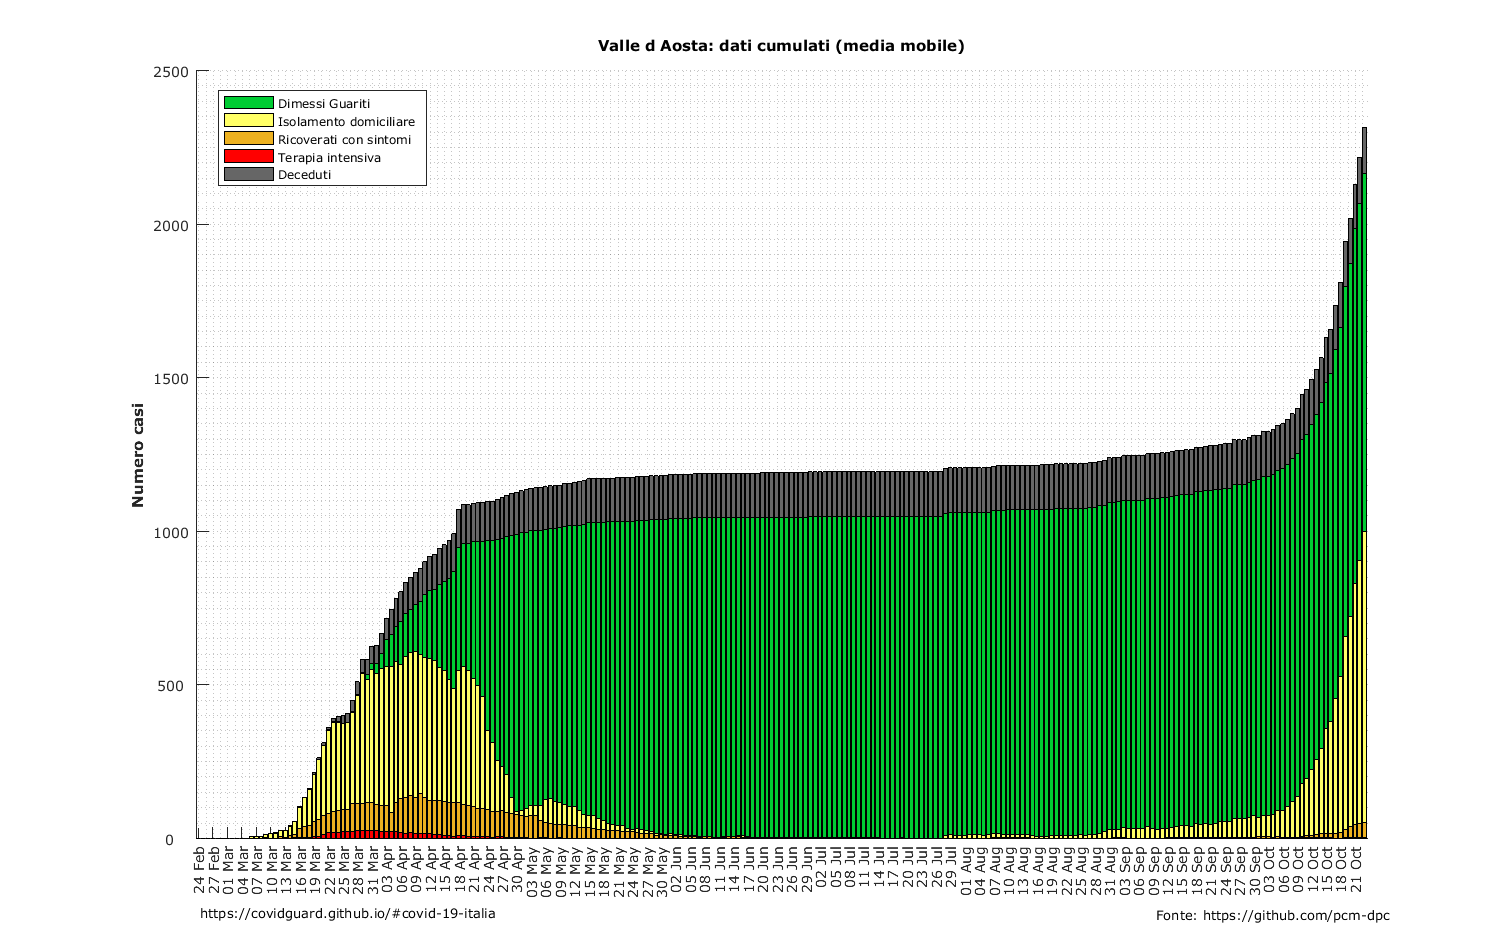 Valle d Aosta: dati cumulati (media mobile)
Numero casi
2500
2000
1500
1000
500
0
Dimessi Guariti
Isolamento domiciliare
Ricoverati con sintomi
Terapia intensiva
Deceduti
24 Feb
27 Feb
01 Mar
04 Mar
07 Mar
10 Mar
13 Mar
16 Mar
19 Mar
22 Mar
25 Mar
28 Mar
31 Mar
03 Apr
06 Apr
09 Apr
12 Apr
15 Apr
18 Apr
21 Apr
24 Apr
27 Apr
30 Apr
03 May
06 May
09 May
12 May
15 May
18 May
21 May
24 May
27 May
30 May
02 Jun
05 Jun
08 Jun
11 Jun
14 Jun
17 Jun
20 Jun
23 Jun
26 Jun
29 Jun
02 Jul
05 Jul
08 Jul
11 Jul
14 Jul
17 Jul
20 Jul
23 Jul
26 Jul
29 Jul
01 Aug
04 Aug
07 Aug
10 Aug
13 Aug
16 Aug
19 Aug
22 Aug
25 Aug
28 Aug
31 Aug
03 Sep
06 Sep
09 Sep
12 Sep
15 Sep
18 Sep
21 Sep
24 Sep
27 Sep
30 Sep
03 Oct
06 Oct
09 Oct
12 Oct
15 Oct
18 Oct
21 Oct
https://covidguard.github.io/#covid-19-italia
Fonte: https://github.com/pcm-dpc